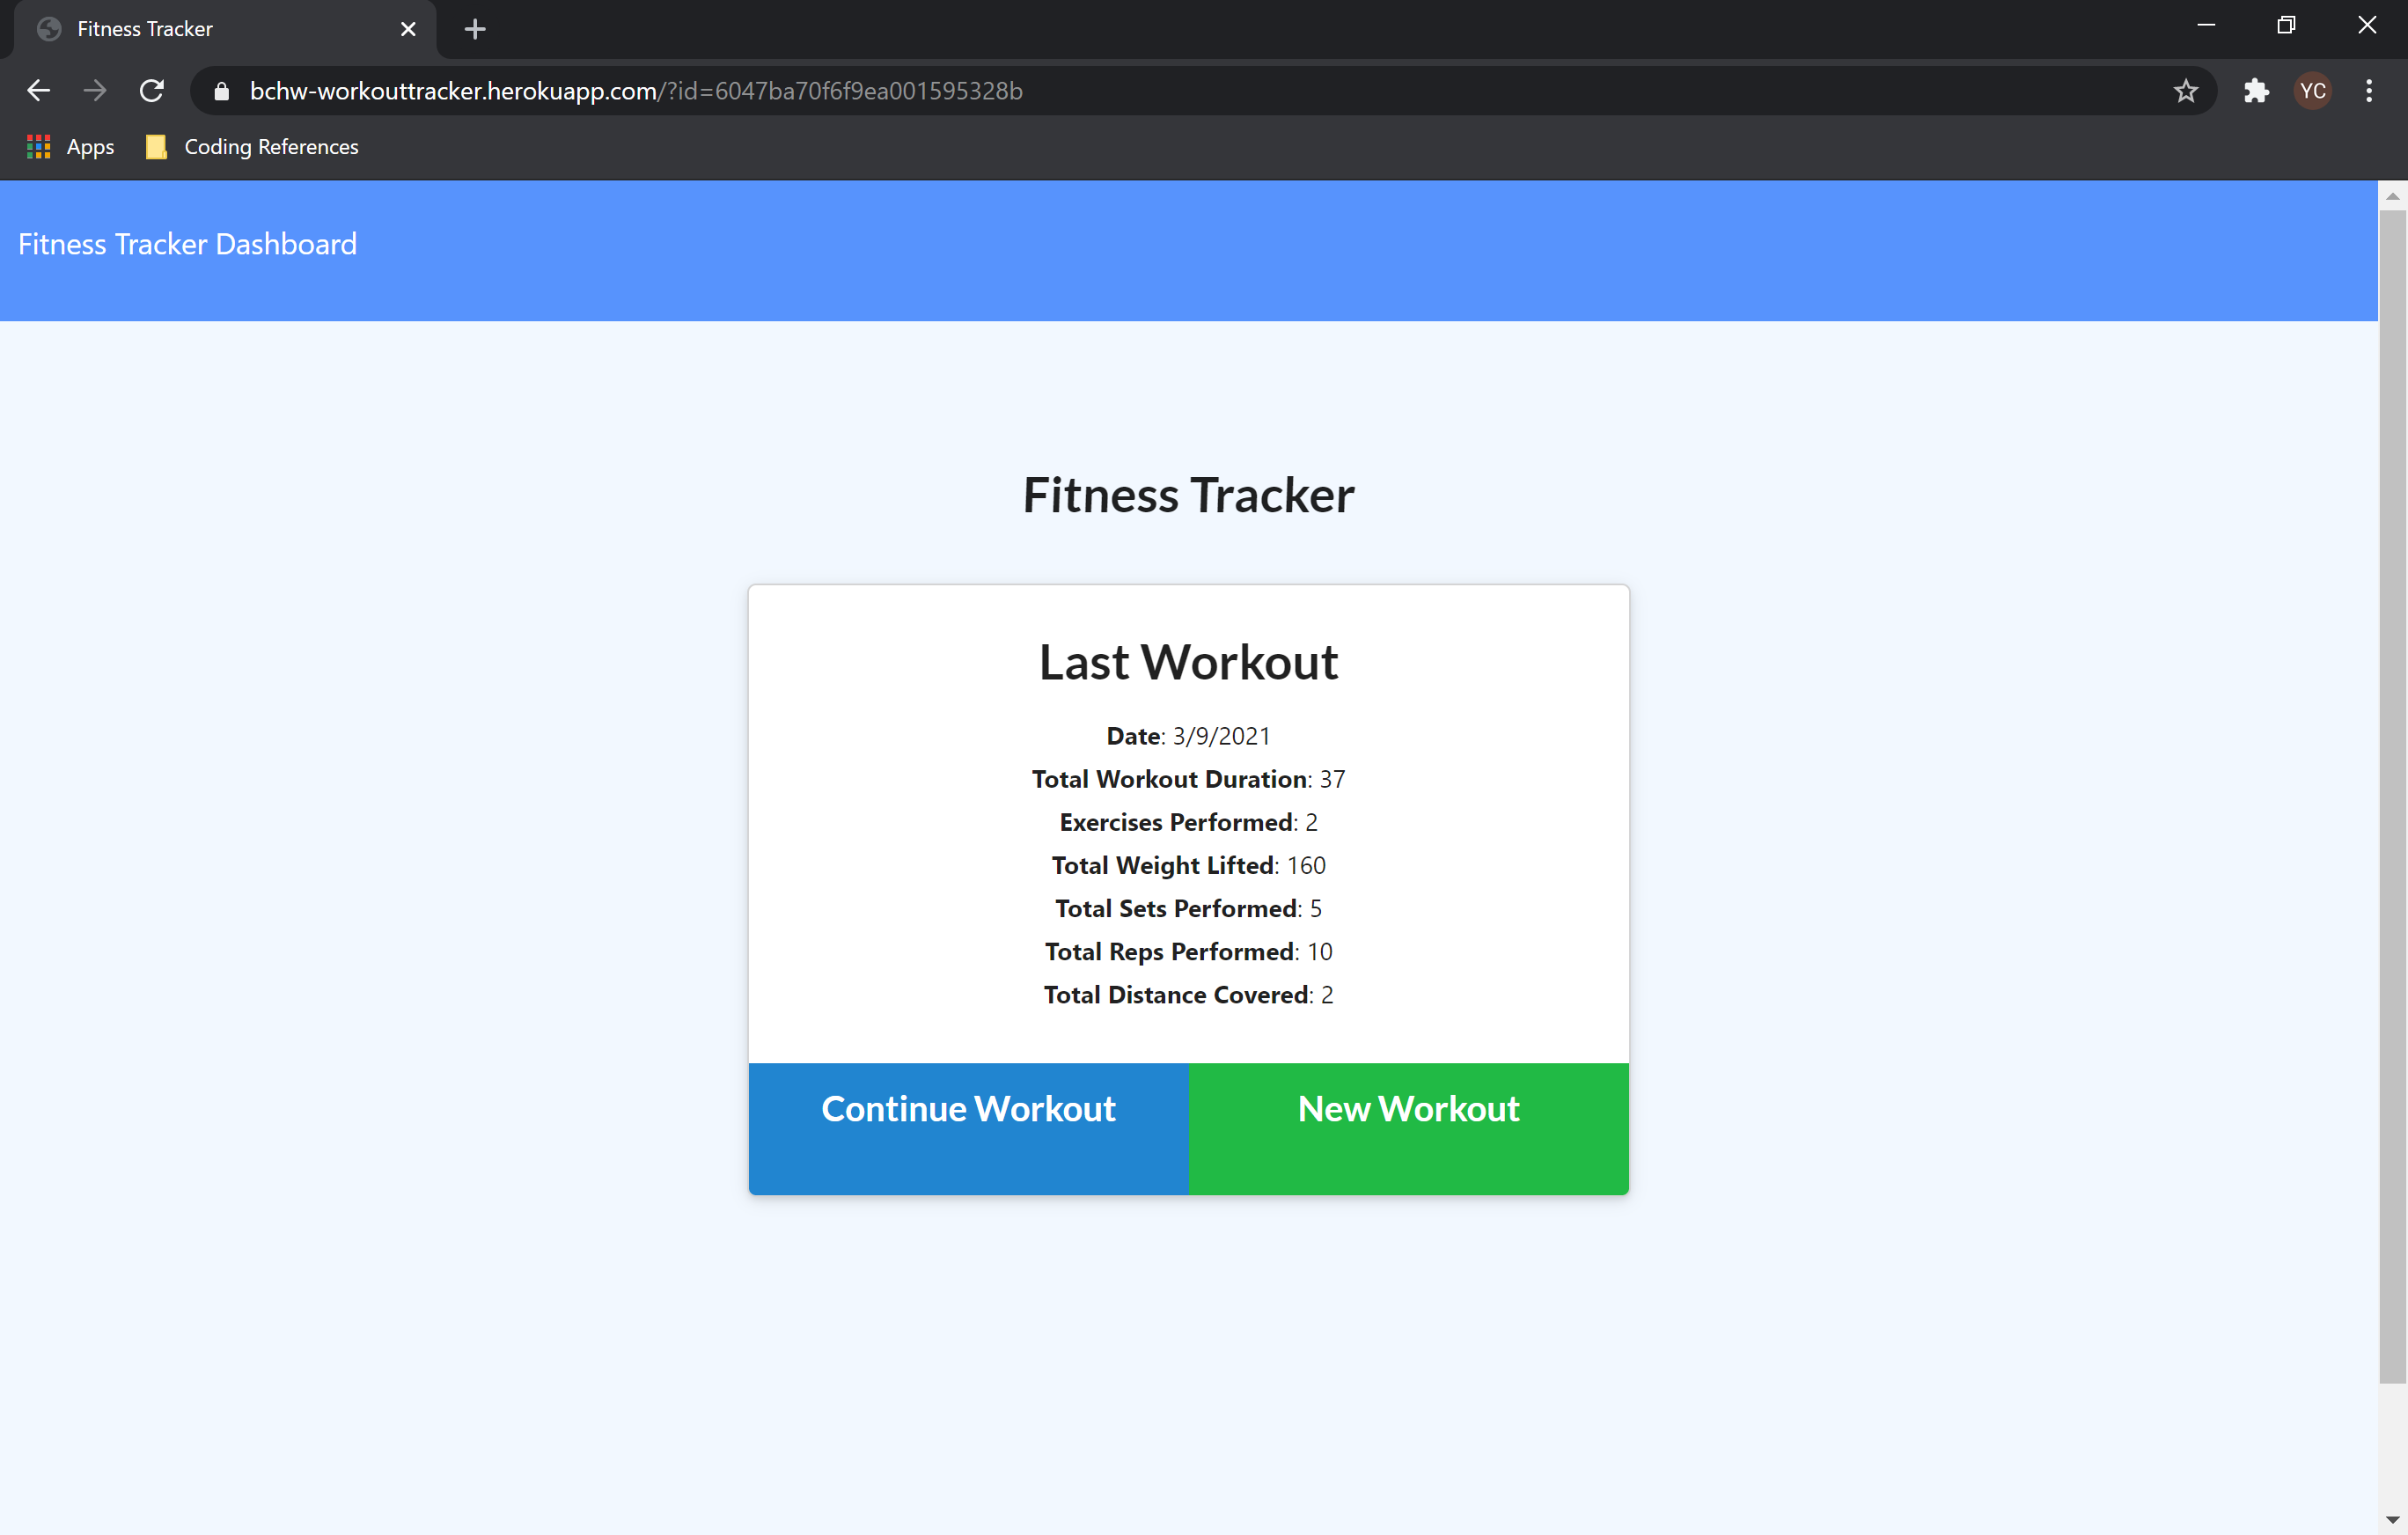 Fitness Tracker
bchw-workouttracker.herokuapp.com/?id=6047ba70f6f9ea001595328b
YC
Apps
Coding References
Fitness Tracker Dashboard
Fitness Tracker
Last Workout
Date: 3/9/2021
Total Workout Duration: 37
Exercises Performed: 2
Total Weight Lifted: 160
Total Sets Performed: 5
Total Reps Performed: 10
Total Distance Covered: 2
Continue Workout
New Workout